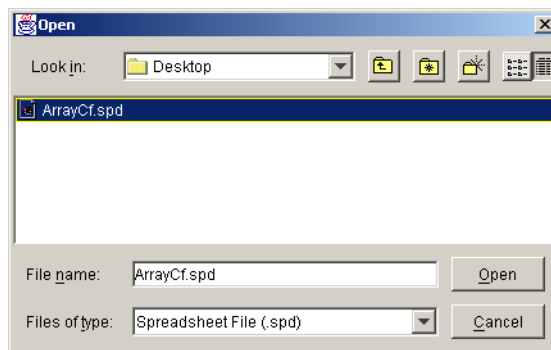 Open
Look in: Desktop
ArrayCf.spd
File name: ArrayCf.spd Open
Files of type: Spreadsheet File (.spd) Cancel